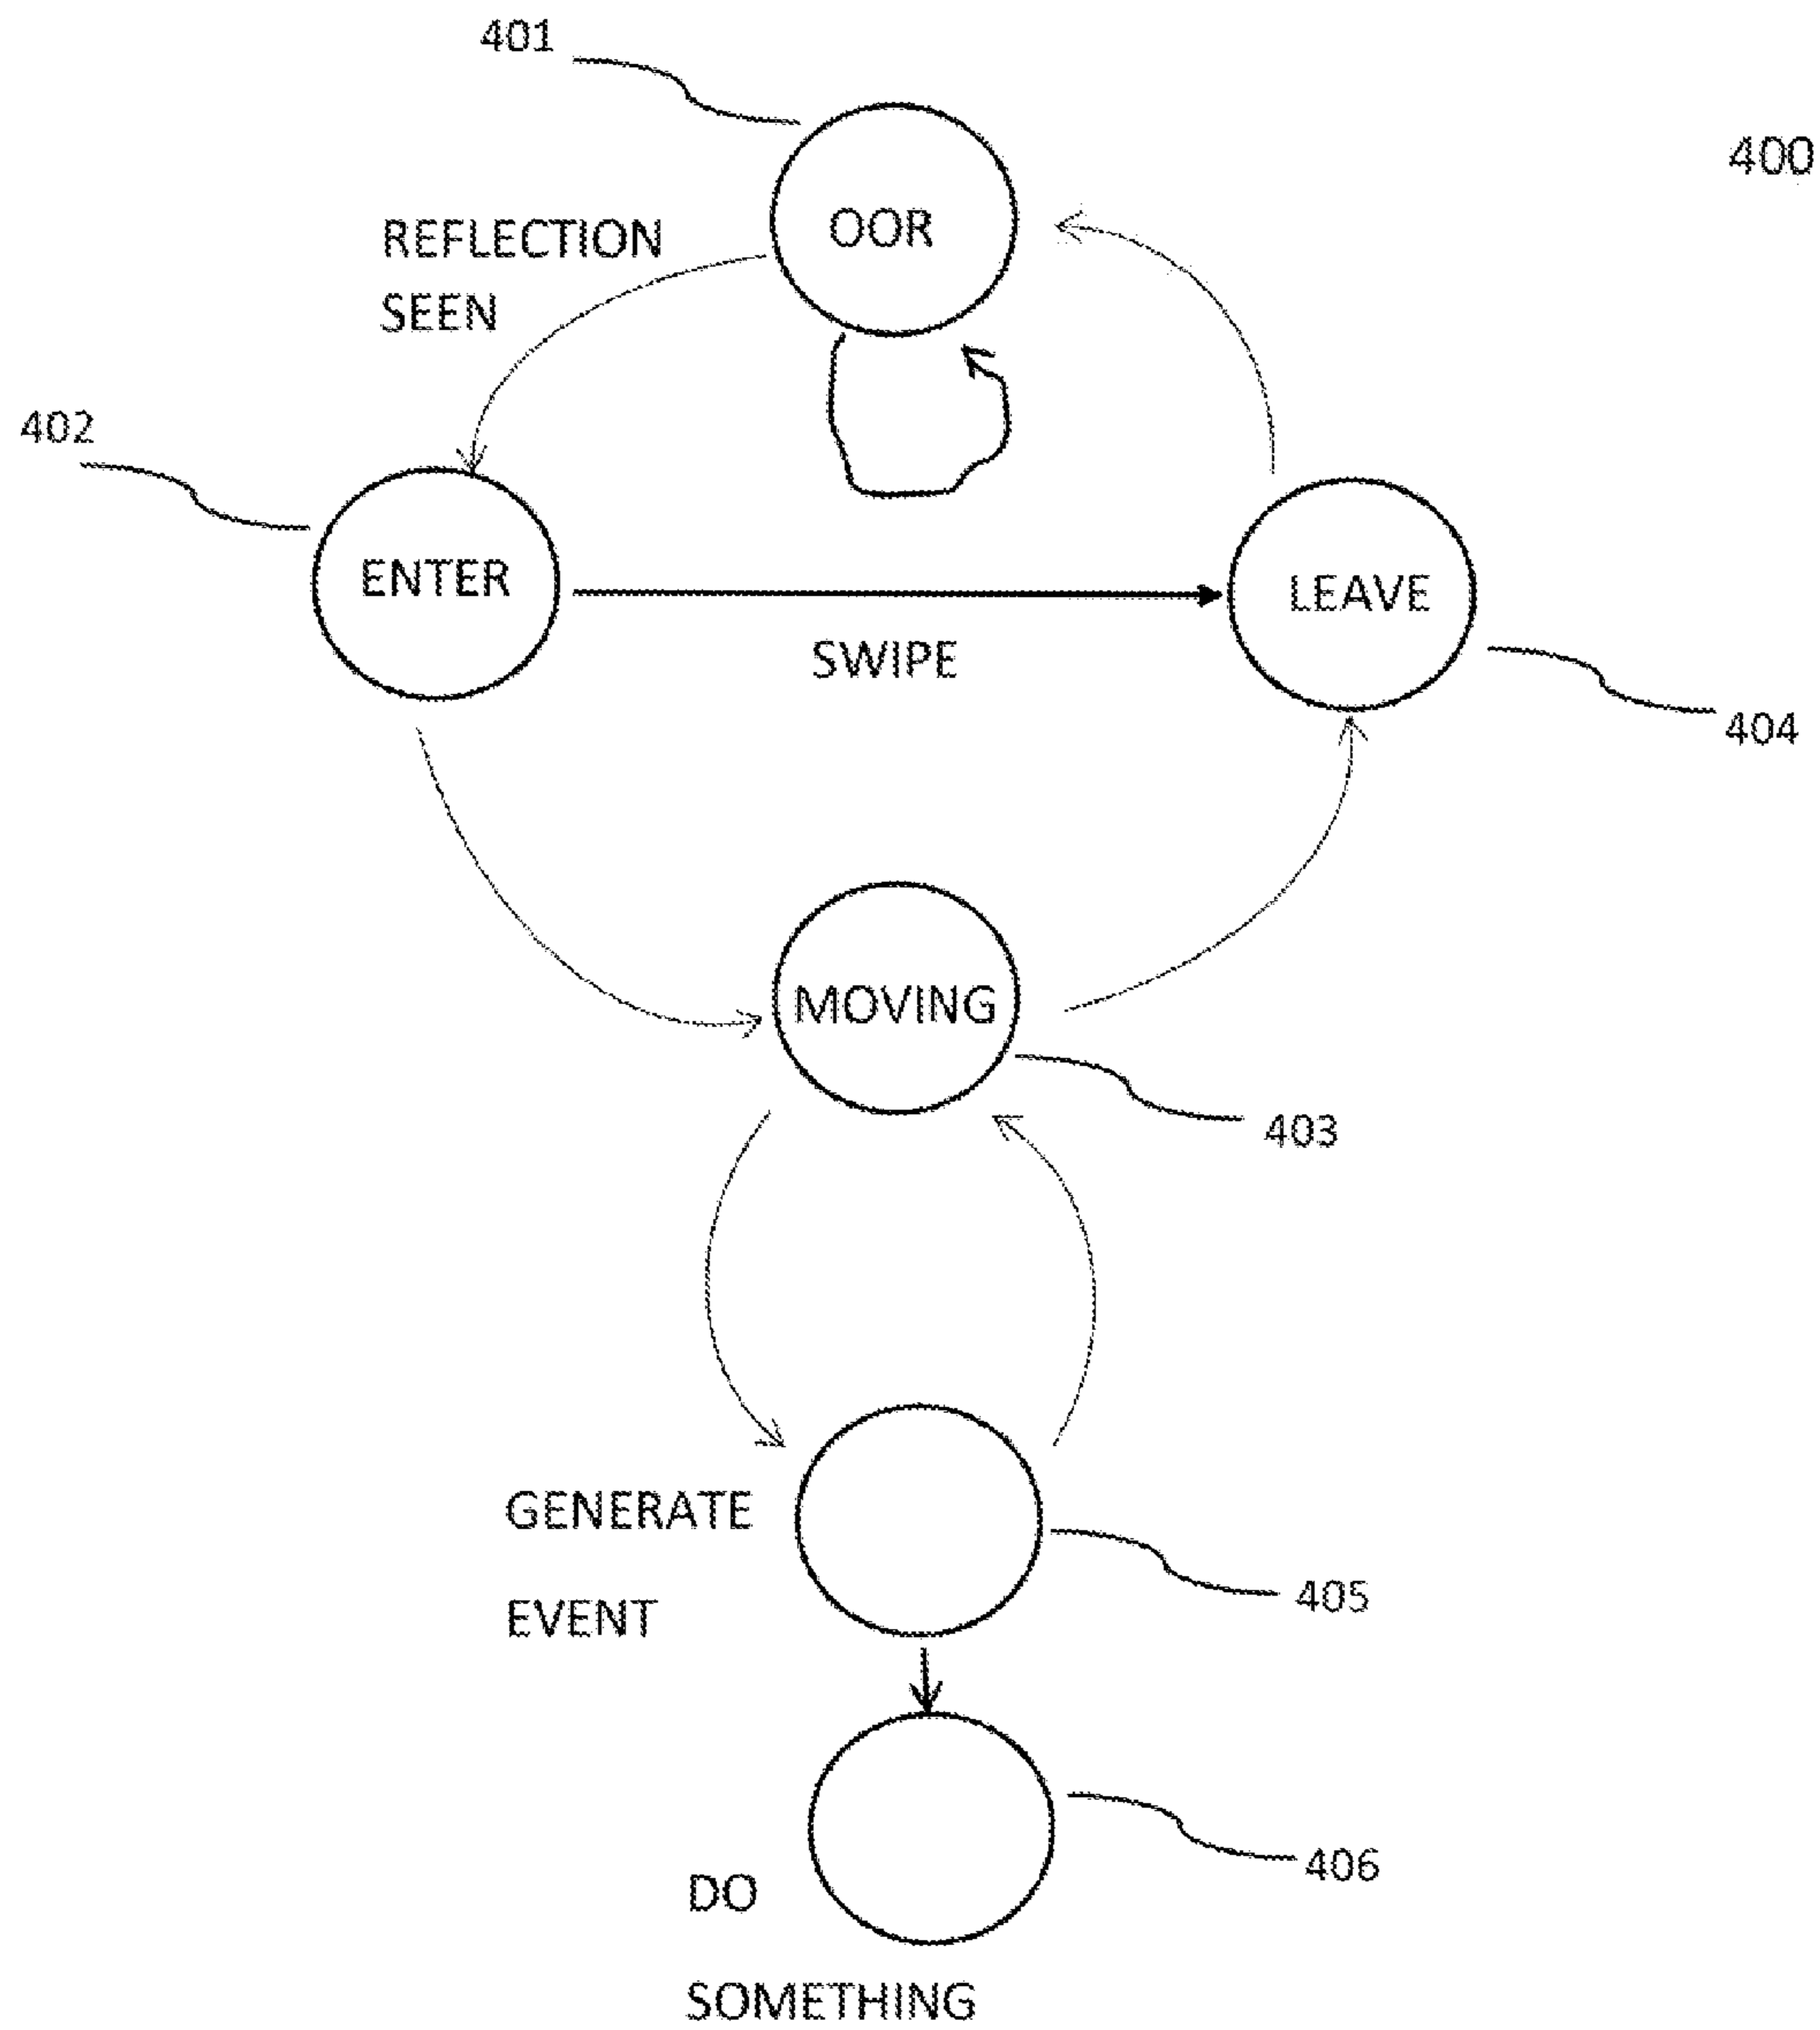 401
400
OOR
REFLECTION
SEEN
402
ENTER
LEAVE
SWIPE
404
MOVING
403
GENERATE
EVENT
405
406
DO
SOMETHING